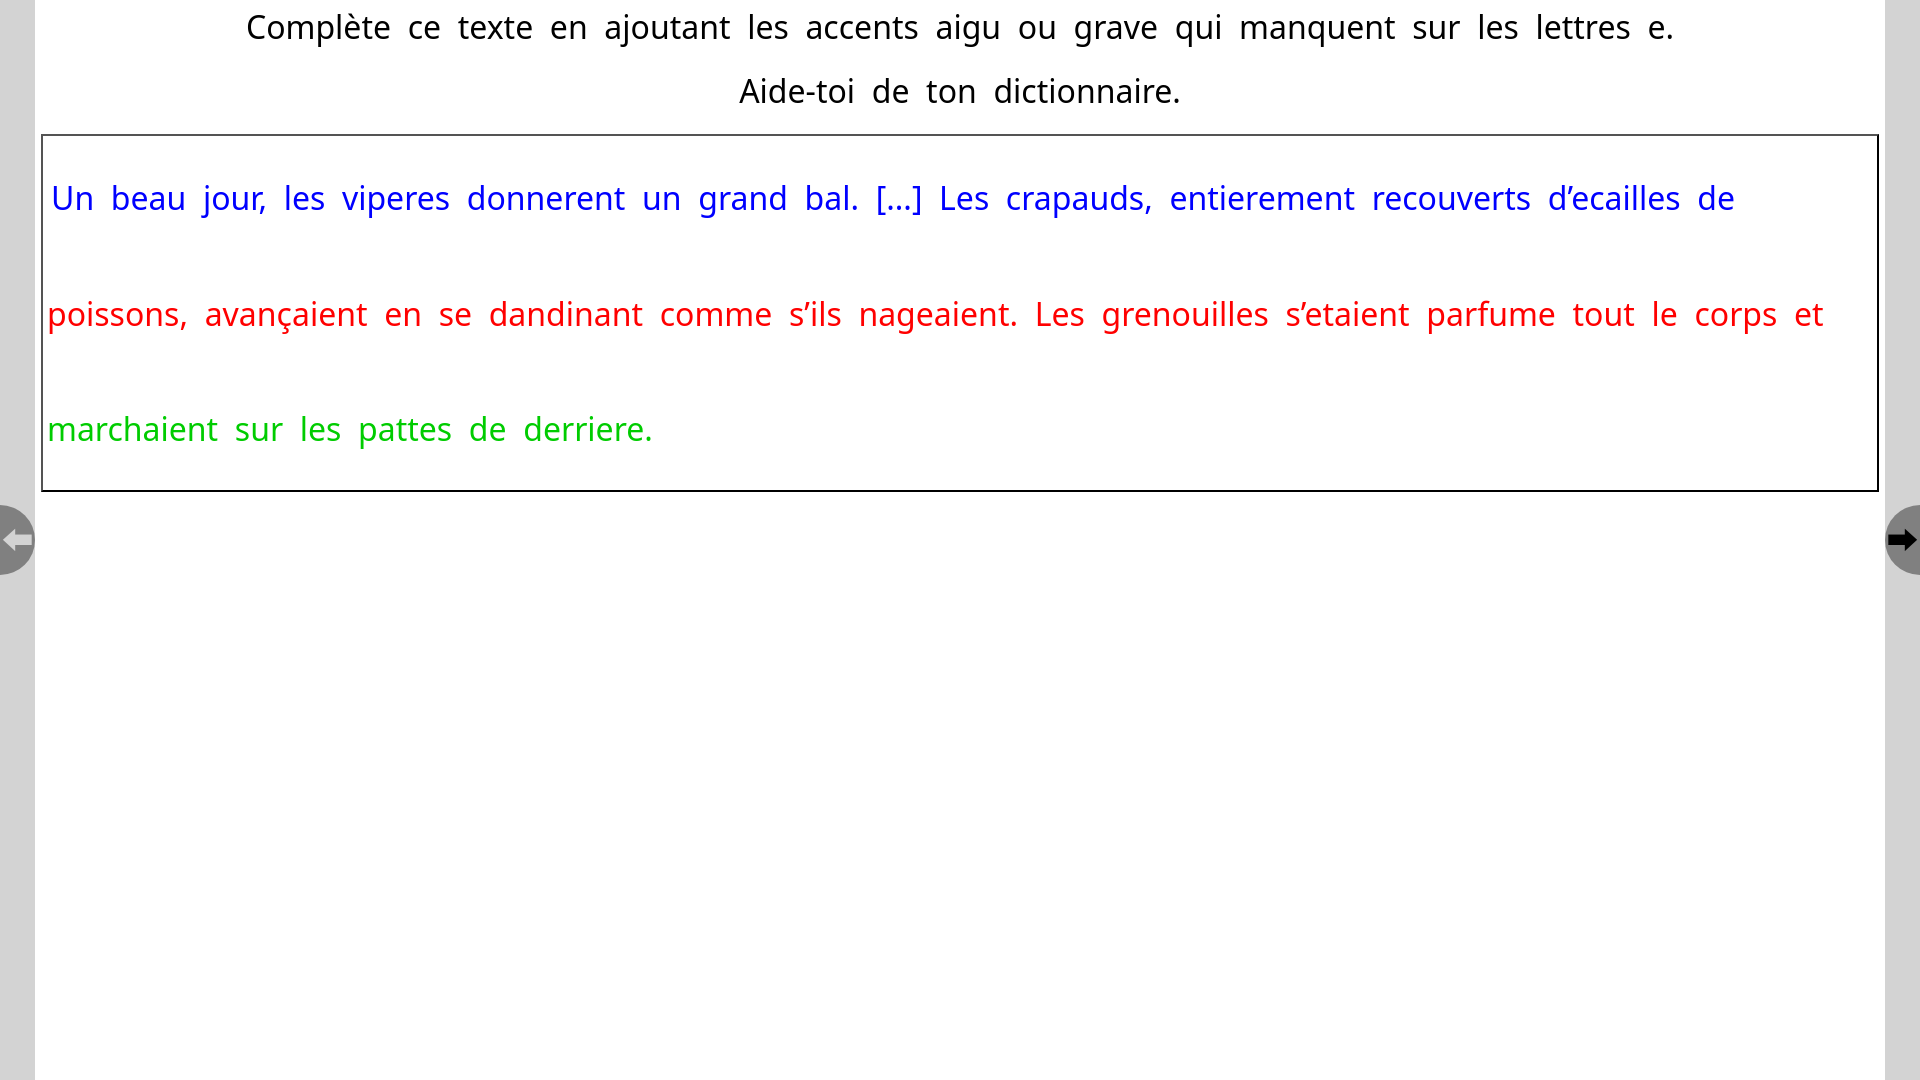 Complète ce texte en ajoutant les accents aigu ou grave qui manquent sur les lettres e.
Aide-toi de ton dictionnaire.
Un beau jour, les viperes donnerent un grand bal. [...] Les crapauds, entierement recouverts d’ecailles de
poissons, avançaient en se dandinant comme s’ils nageaient. Les grenouilles s’etaient parfume tout le corps et
marchaient sur les pattes de derriere.